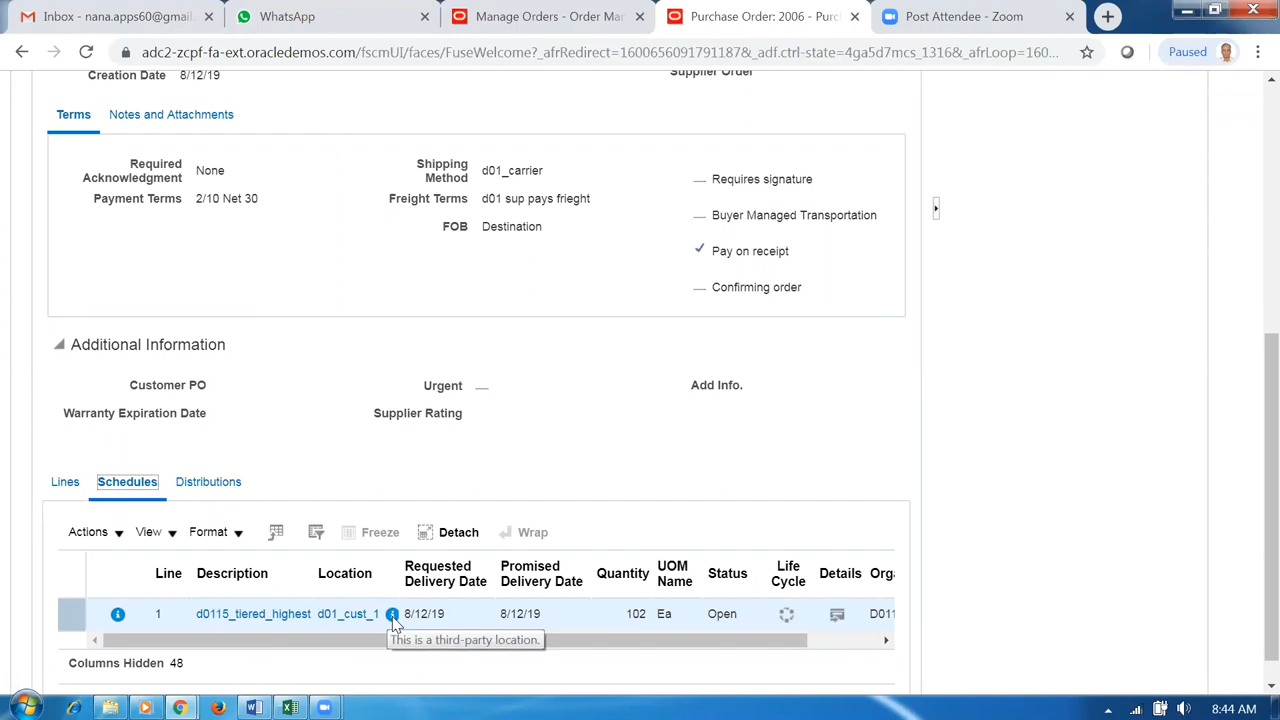 Inbox - nana.apps60@gmail
WhatsApp
Order Ma
Purchase Order: 2006 - Purc
Post Attendee - Zoom
adc2-zcpf-fa-ext.oracledemos.com/fscmUI/faces/FuseWelcome?_afrRedirect=1600656091791187&_adf.ctrl-state=4ga5d7mcs_1316&_afrLoop=160...
Paused
Creation Date 8/12/19
Supplier Order
Terms Notes and Attachments
Required Acknowledgment None
Payment Terms 2/10 Net 30
Shipping Method d01_carrier
Freight Terms d01 sup pays frieght
FOB Destination
Requires signature
Buyer Managed Transportation
Pay on receipt
Confirming order
Additional Information
Customer PO Urgent Add Info.
Warranty Expiration Date Supplier Rating
Lines Schedules Distributions
Actions View Format Freeze Detach Wrap
Line Description Location Requested Delivery Date Promised Delivery Date Quantity UOM Name Status Life Cycle Details Orga
1 d0115_tiered_highest d01_cust_1 8/12/19 8/12/19 102 Ea Open D011
This is a third-party location.
Columns Hidden 48
8:44 AM